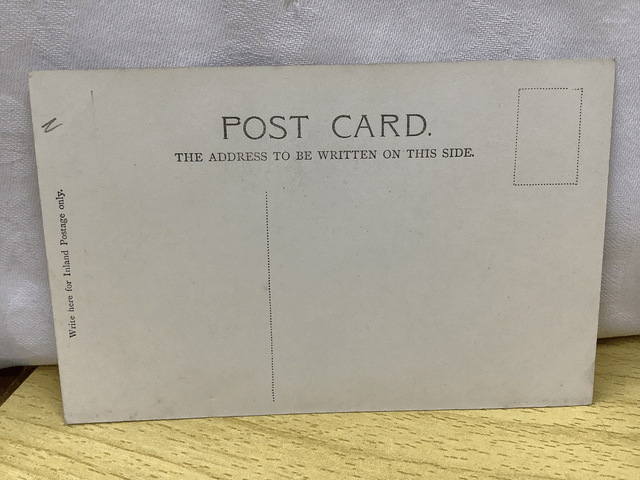 POST CARD.
THE ADDRESS TO BE WRITTEN ON THIS SIDE.
Write here for Inland Postage only.